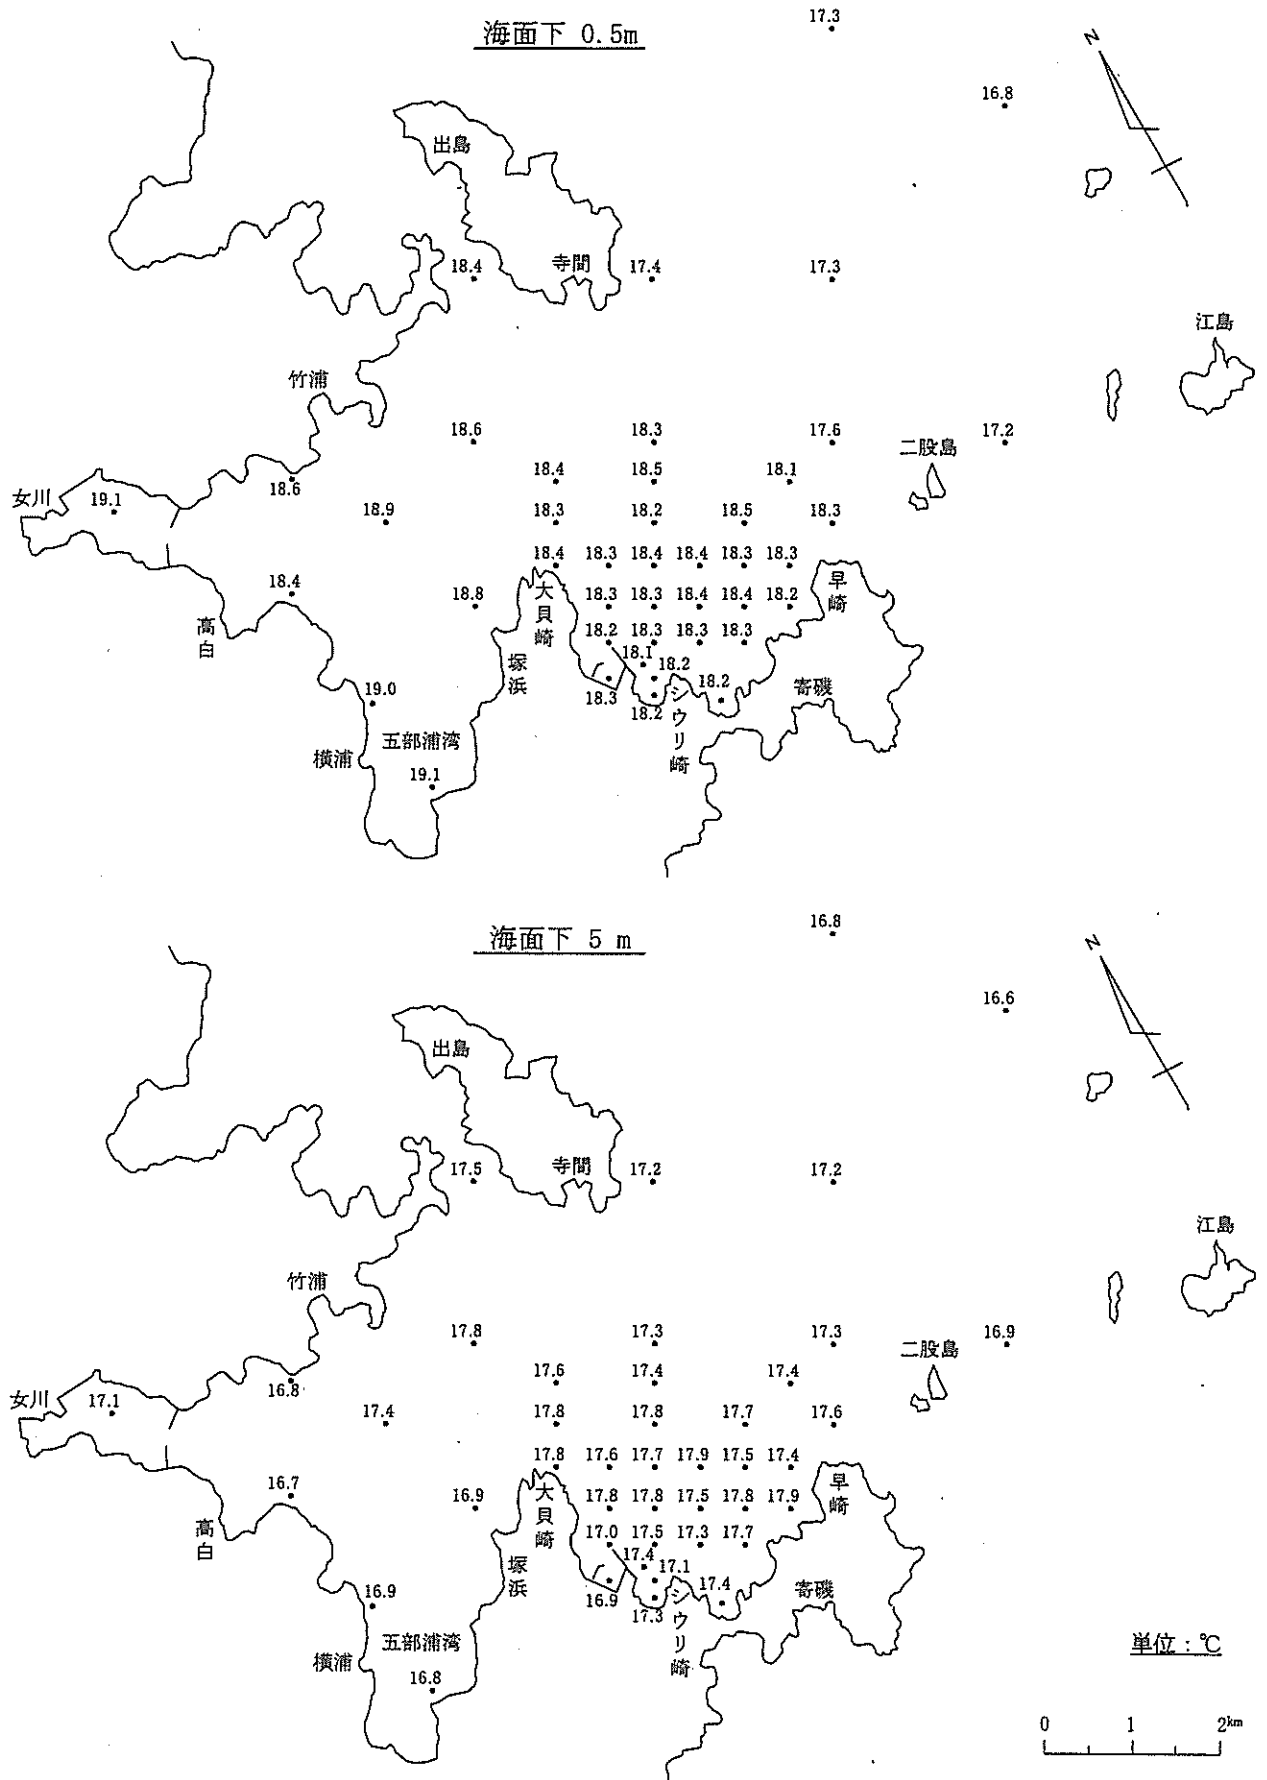 海面下 0.5m
17.3
N
16.8
出島
寺間
18.4
17.4
17.3
江島
竹浦
18.6
18.3
17.6
二股島
17.2
18.4
18.5
18.1
18.6
女川
19.1
18.9
18.3
18.2
18.5
18.3
18.4
18.3
18.4
18.4
18.3
18.3
早崎
18.4
18.8
大貝崎
18.3
18.3
18.4
18.4
18.2
高白
18.2
18.3
18.3
18.3
塚浜
18.1
18.2
18.3
18.2
18.2
シウリ崎
寄磯
19.0
五部浦湾
横浦
19.1
海面下 5 m
16.8
N
16.6
出島
寺間
17.5
17.2
17.2
江島
竹浦
17.8
17.3
17.3
二股島
16.9
17.6
17.4
17.4
16.8
女川
17.1
17.4
17.8
17.8
17.7
17.6
17.8
17.6
17.7
17.9
17.5
17.4
早崎
16.7
16.9
大貝崎
17.8
17.8
17.5
17.8
17.9
高白
17.0
17.5
17.3
17.7
塚浜
17.4
17.1
16.9
17.3
17.4
シウリ崎
寄磯
16.9
五部浦湾
横浦
16.8
単位：℃
0 1 2km